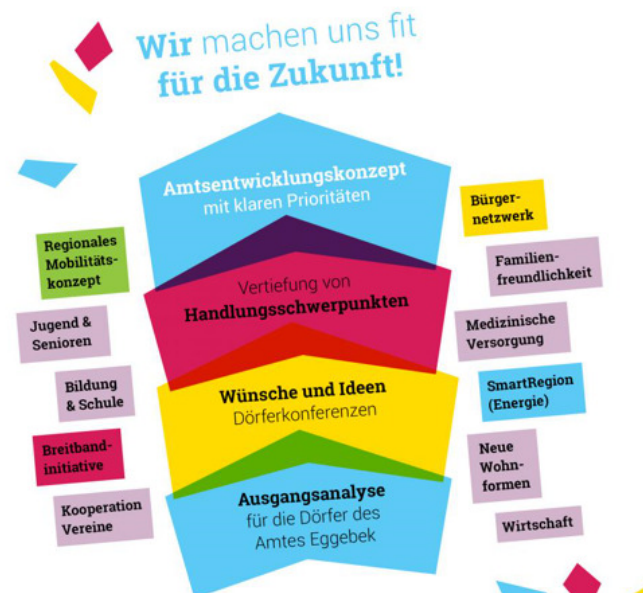 Wir machen uns fit
für die Zukunft!
Amtsentwicklungskonzept
mit klaren Prioritäten
Vertiefung von
Handlungsschwerpunkten
Wünsche und Ideen
Dörferkonferenzen
Ausgangsanalyse
für die Dörfer des
Amtes Eggebek
Regionales
Mobilitäts-
konzept
Jugend &
Senioren
Bildung
& Schule
Breitband-
initiative
Kooperation
Vereine
Bürger-
netzwerk
Familien-
freundlichkeit
Medizinische
Versorgung
SmartRegion
(Energie)
Neue
Wohn-
formen
Wirtschaft